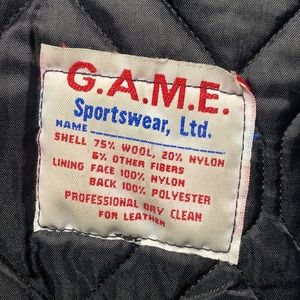 G.A.M.E.
Sportswear, Ltd.
NAME
SHELL 75% WOOL, 20% NYLON
5% OTHER FIBERS
LINING FACE 100% NYLON
BACK 100% POLYESTER
PROFESSIONAL DRY CLEAN
FOR LEATHER